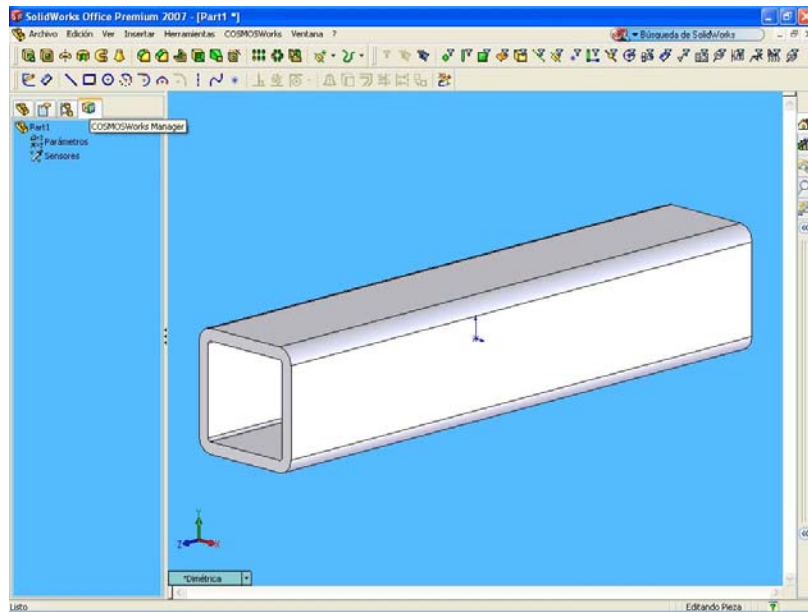 SolidWorks Office Premium 2007 - [Part1 *]
Archivo Edición Ver Insertar Herramientas COSMOSWorks Ventana ?
Búsqueda de SolidWorks
COSMOSWorks Manager
Part1
Parámetros
Sensores
Y
Z
X
*Dimétrica
Listo
Editando Pieza